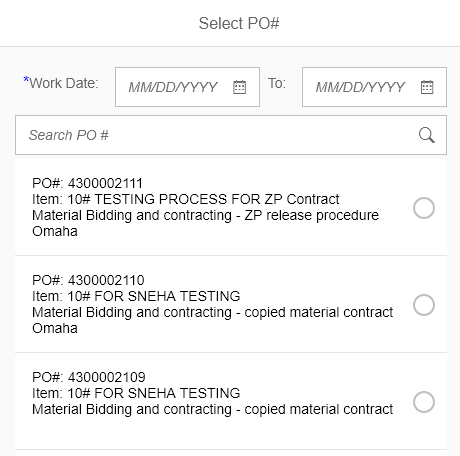 Select PO#
*Work Date: MM/DD/YYYY To: MM/DD/YYYY
Search PO #
PO#: 4300002111
Item: 10# TESTING PROCESS FOR ZP Contract
Material Bidding and contracting - ZP release procedure
Omaha
PO#: 4300002110
Item: 10# FOR SNEHA TESTING
Material Bidding and contracting - copied material contract
Omaha
PO#: 4300002109
Item: 10# FOR SNEHA TESTING
Material Bidding and contracting - copied material contract